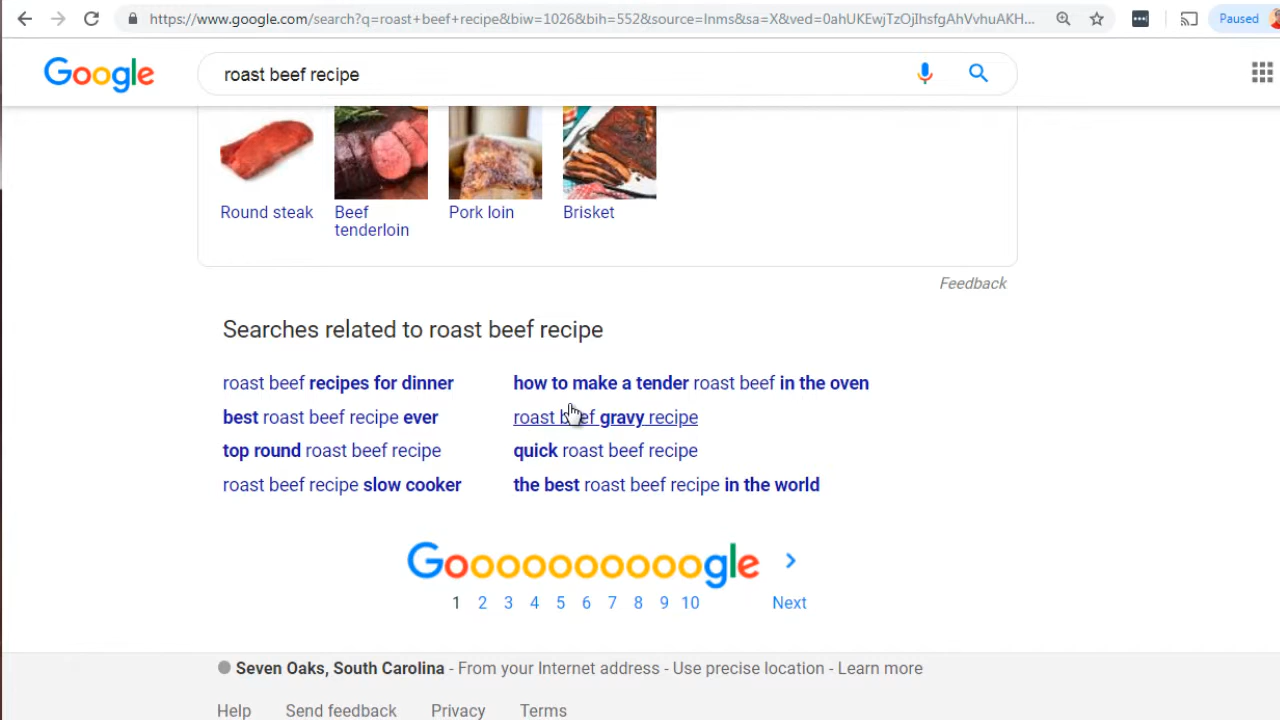 https://www.google.com/search?q=roast+beef+recipe&biw=1026&bih=552&source=lnms&sa=X&ved=0ahUKEwjTzOjIhsfgAhVvhuAKH...
Paused
Google
roast beef recipe
Round steak
Beef tenderloin
Pork loin
Brisket
Feedback
Searches related to roast beef recipe
roast beef recipes for dinner
how to make a tender roast beef in the oven
best roast beef recipe ever
roast beef gravy recipe
top round roast beef recipe
quick roast beef recipe
roast beef recipe slow cooker
the best roast beef recipe in the world
Goooooooooogle
1 2 3 4 5 6 7 8 9 10 Next
Seven Oaks, South Carolina - From your Internet address - Use precise location - Learn more
Help Send feedback Privacy Terms